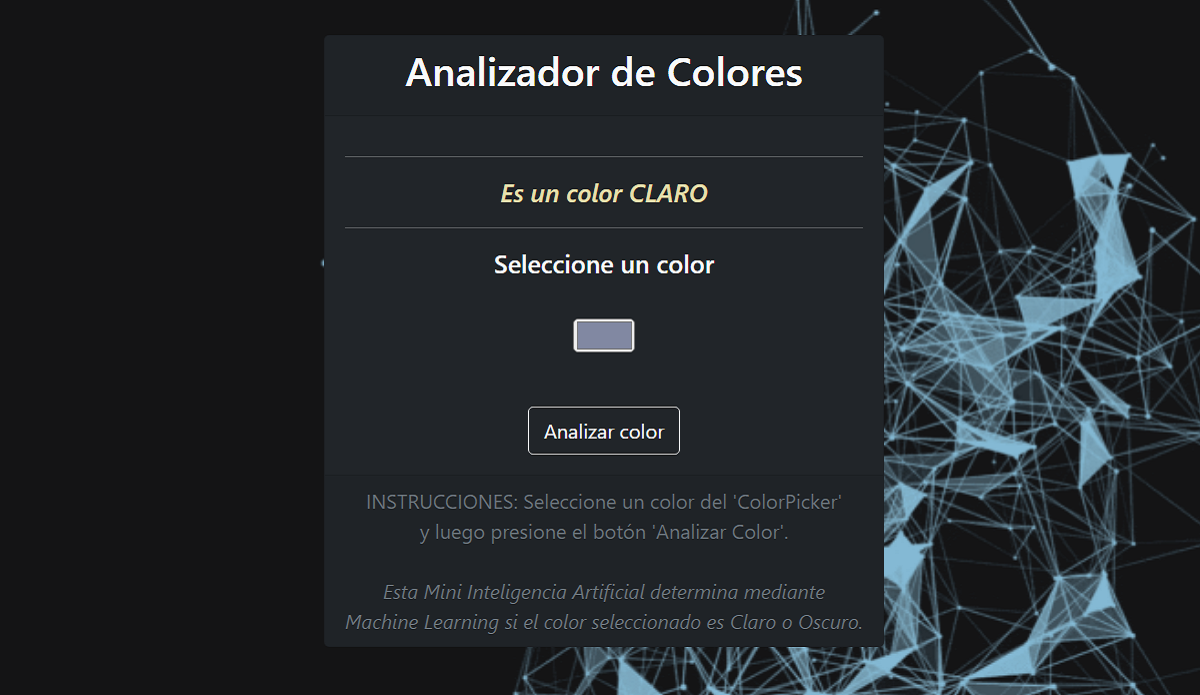 Analizador de Colores
Es un color CLARO
Seleccione un color
Analizar color
INSTRUCCIONES: Seleccione un color del 'ColorPicker'
y luego presione el botón 'Analizar Color'.
Esta Mini Inteligencia Artificial determina mediante
Machine Learning si el color seleccionado es Claro o Oscuro.